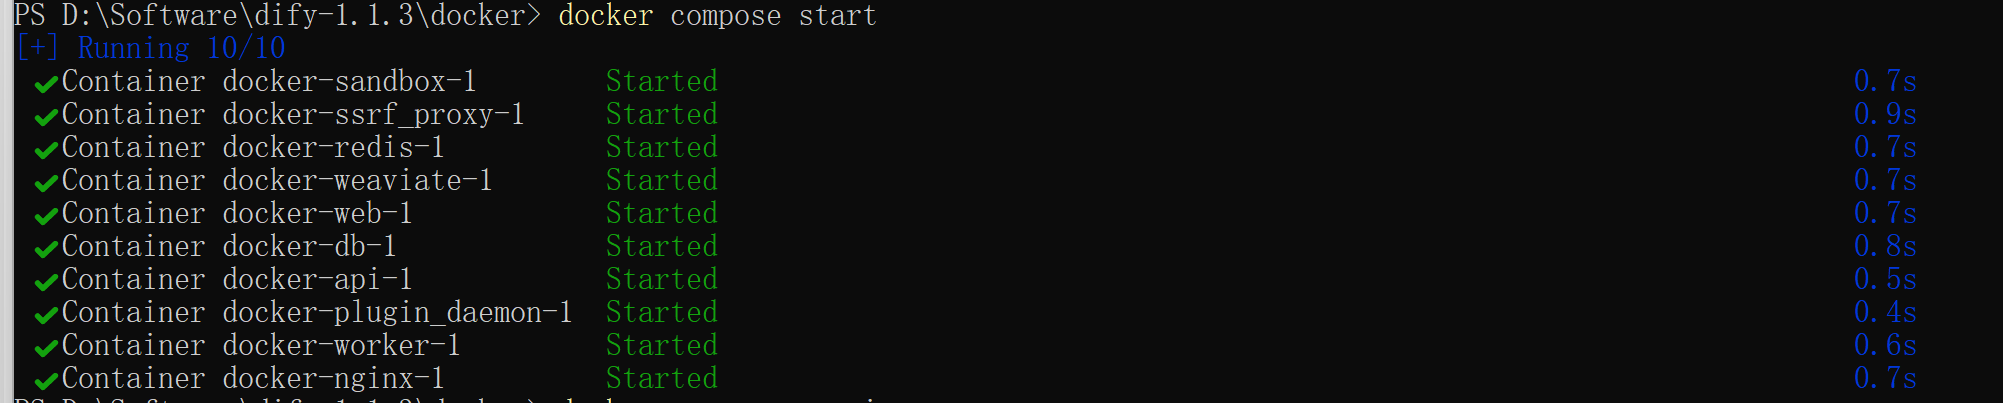 PS D:\Software\dify-1.1.3\docker> docker compose start
[+] Running 10/10
✔Container docker-sandbox-1 Started 0.7s
✔Container docker-ssrf_proxy-1 Started 0.9s
✔Container docker-redis-1 Started 0.7s
✔Container docker-weaviate-1 Started 0.7s
✔Container docker-web-1 Started 0.7s
✔Container docker-db-1 Started 0.8s
✔Container docker-api-1 Started 0.5s
✔Container docker-plugin_daemon-1 Started 0.4s
✔Container docker-worker-1 Started 0.6s
✔Container docker-nginx-1 Started 0.7s